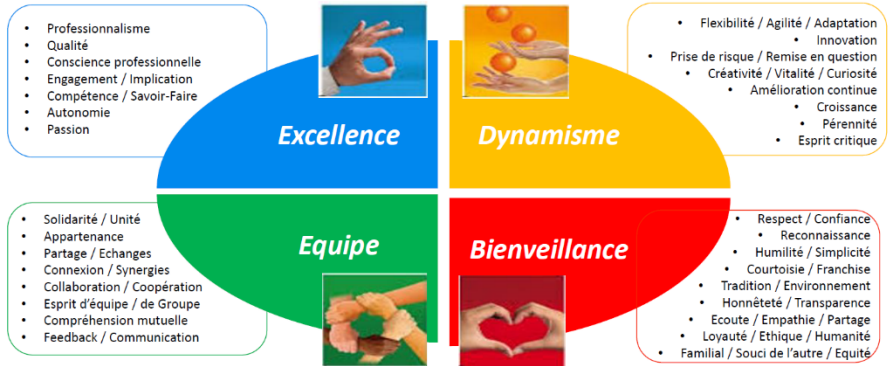 • Professionnalisme
• Qualité
• Conscience professionnelle
• Engagement / Implication
• Compétence / Savoir-Faire
• Autonomie
• Passion
Excellence
Dynamisme
• Flexibilité / Agilité / Adaptation
• Innovation
• Prise de risque / Remise en question
• Créativité / Vitalité / Curiosité
• Amélioration continue
• Croissance
• Pérennité
• Esprit critique
• Solidarité / Unité
• Appartenance
• Partage / Echanges
• Connexion / Synergies
• Collaboration / Coopération
• Esprit d'équipe / de Groupe
• Compréhension mutuelle
• Feedback / Communication
Equipe
Bienveillance
• Respect / Confiance
• Reconnaissance
• Humilité / Simplicité
• Courtoisie / Franchise
• Tradition / Environnement
• Honnêteté / Transparence
• Ecoute / Empathie / Partage
• Loyauté / Ethique / Humanité
• Familial / Souci de l'autre / Equité